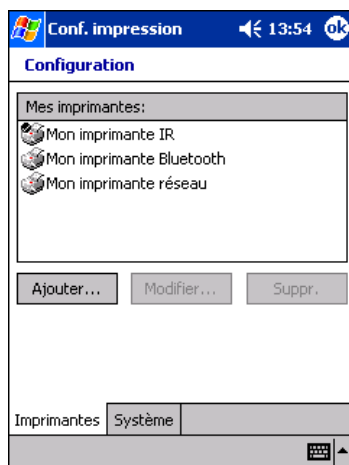 Conf. impression 13:54 ok
Configuration
Mes imprimantes:
Mon imprimante IR
Mon imprimante Bluetooth
Mon imprimante réseau
Ajouter... Modifier... Suppr.
Imprimantes Système